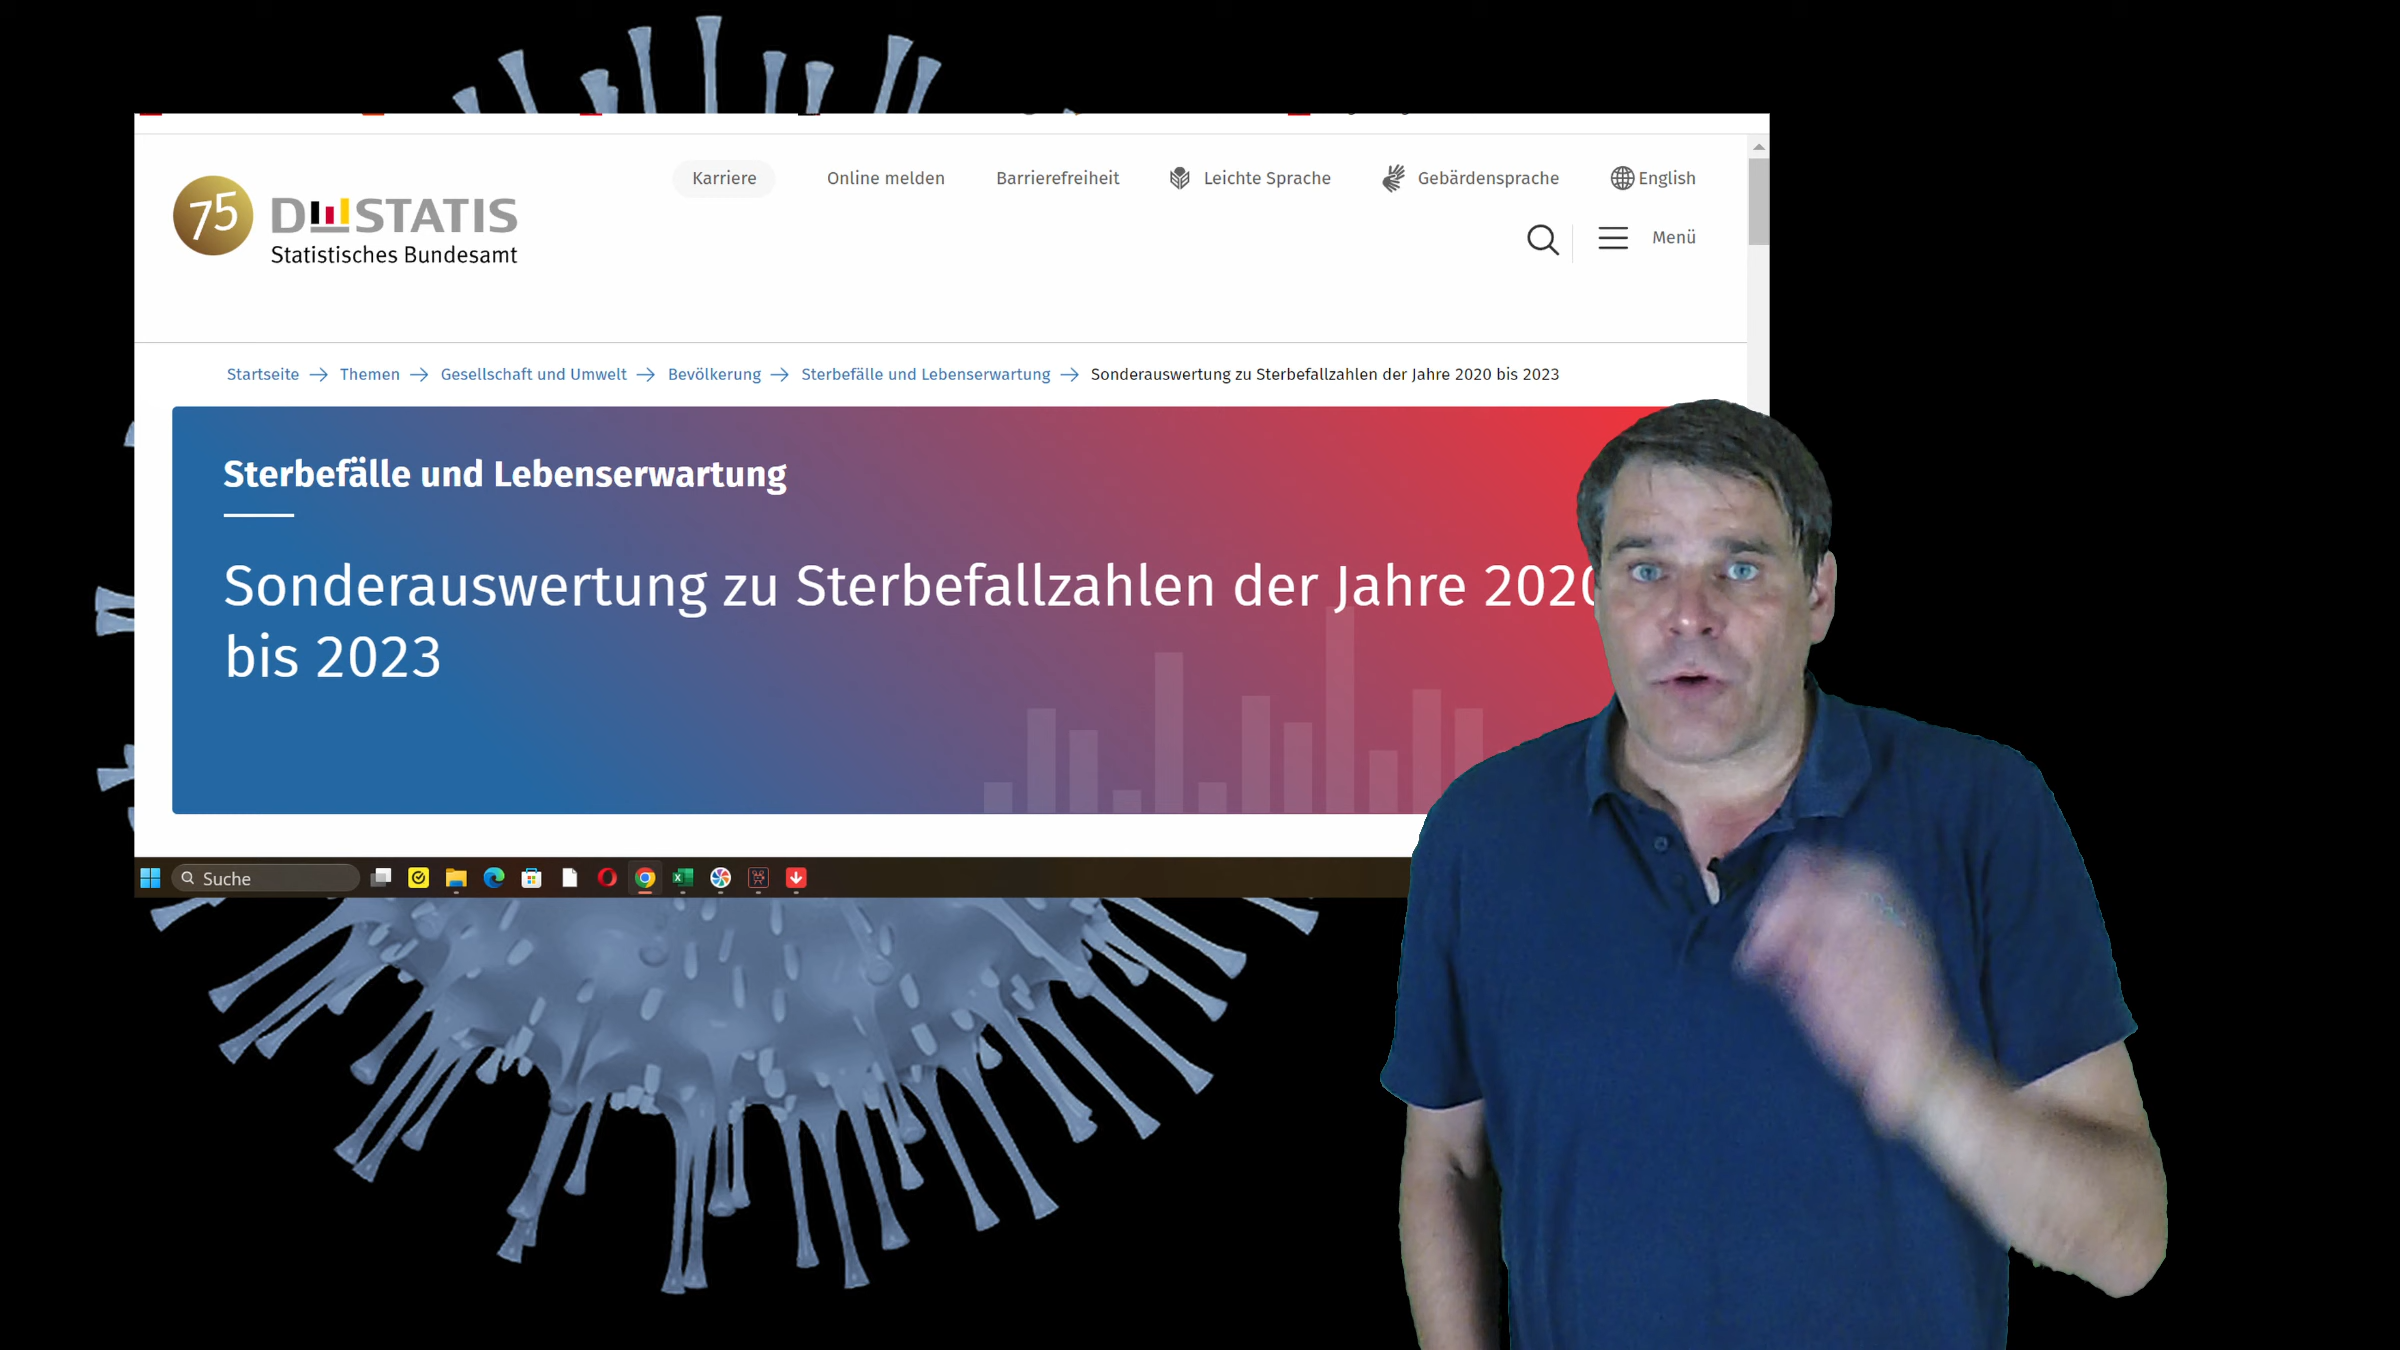 Karriere Online melden Barrierefreiheit Leichte Sprache Gebärdensprache English
75 DESTATIS
Statistisches Bundesamt
Menü
Startseite → Themen → Gesellschaft und Umwelt → Bevölkerung → Sterbefälle und Lebenserwartung → Sonderauswertung zu Sterbefallzahlen der Jahre 2020 bis 2023
Sterbefälle und Lebenserwartung
Sonderauswertung zu Sterbefallzahlen der Jahre 2020
bis 2023
Suche